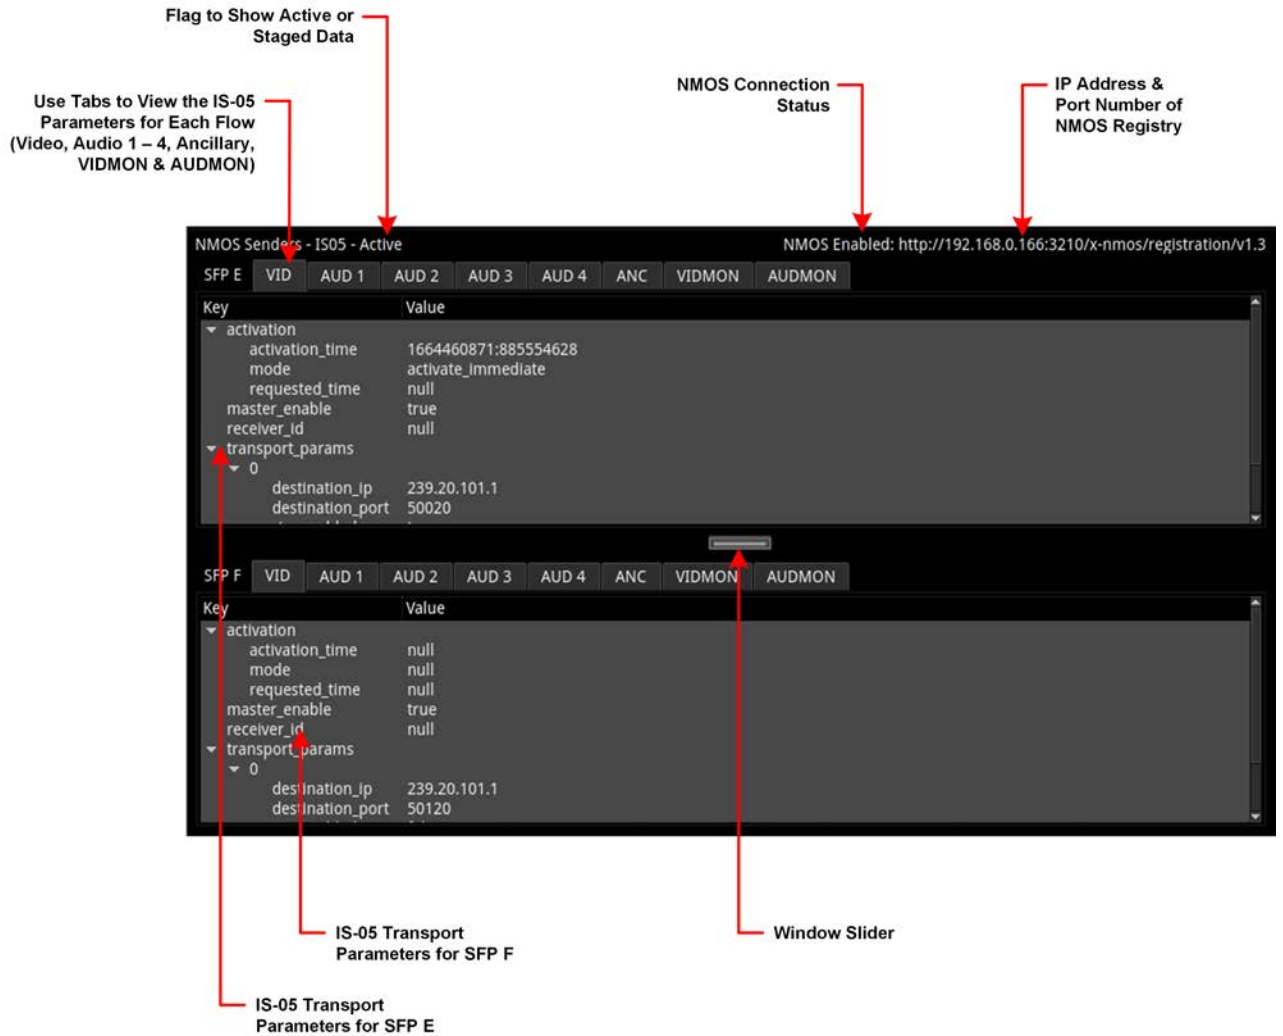 Flag to Show Active or
Staged Data
Use Tabs to View the IS-05
Parameters for Each Flow
(Video, Audio 1 – 4, Ancillary,
VIDMON & AUDMON)
NMOS Connection
Status
IP Address &
Port Number of
NMOS Registry
NMOS Senders - IS05 - Active NMOS Enabled: http://192.168.0.166:3210/x-nmos/registration/v1.3
SFP E VID AUD 1 AUD 2 AUD 3 AUD 4 ANC VIDMON AUDMON
Key Value
activation
activation_time 1664460871:885554628
mode activate_immediate
requested_time null
master_enable true
receiver_id null
transport_params
0
destination_ip 239.20.101.1
destination_port 50020
SFP F VID AUD 1 AUD 2 AUD 3 AUD 4 ANC VIDMON AUDMON
Key Value
activation
activation_time null
mode null
requested_time null
master_enable true
receiver_id null
transport_params
0
destination_ip 239.20.101.1
destination_port 50120
IS-05 Transport
Parameters for SFP F
Window Slider
IS-05 Transport
Parameters for SFP E